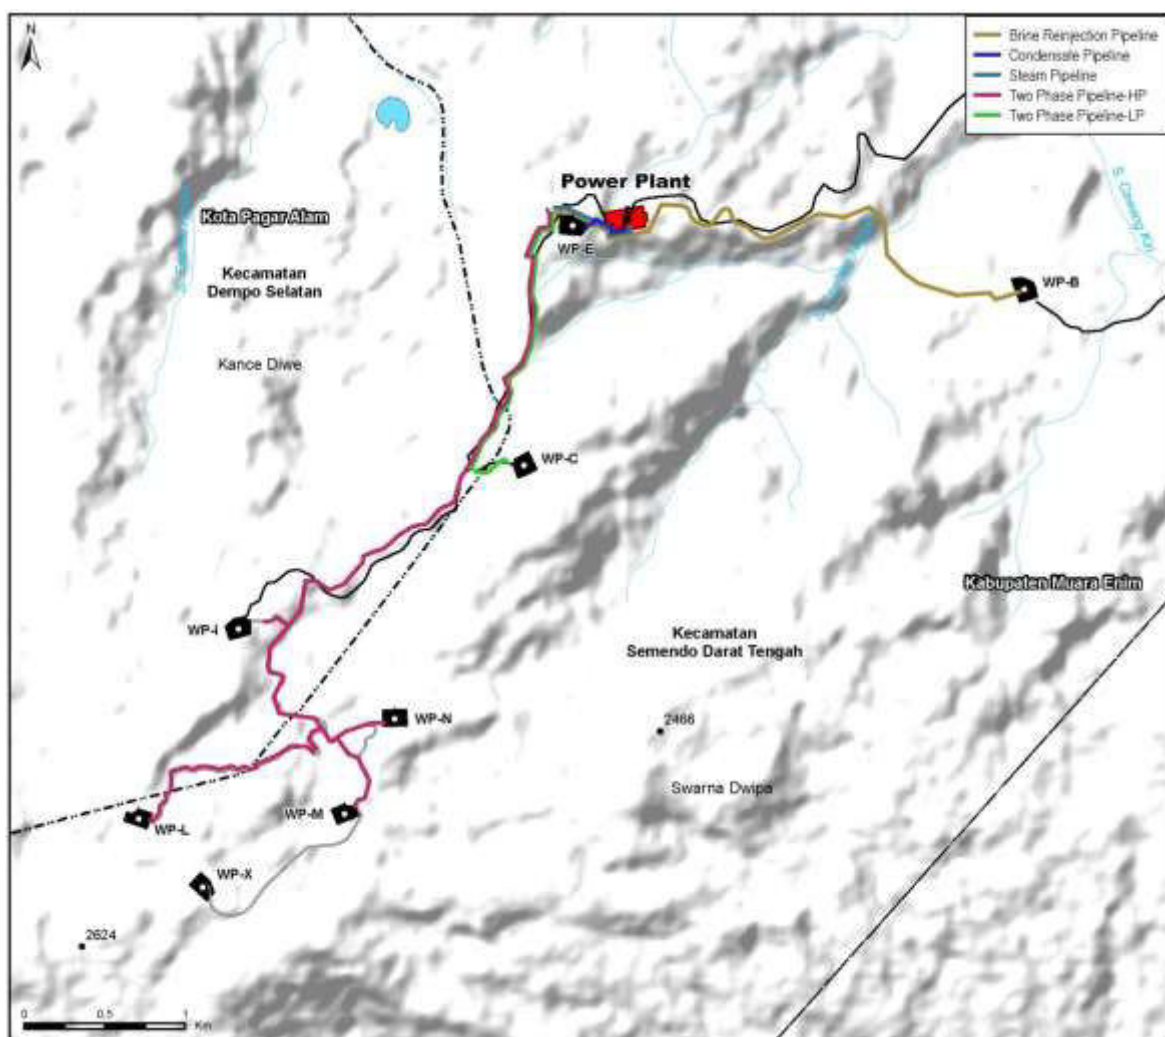 N
Brine Reinjection Pipeline
Condensate Pipeline
Steam Pipeline
Two Phase Pipeline-HP
Two Phase Pipeline-LP
Power Plant
Kota Pagar Alam
WP-E
Kecamatan
Dempo Selatan
WP-B
Kance Diwe
WP-C
Kabupaten Muara Enim
WP-I
Kecamatan
Semendo Darat Tengah
WP-N
2466
Swarna Dwipa
WP-M
WP-L
WP-X
2624
0 0.5 1
Km